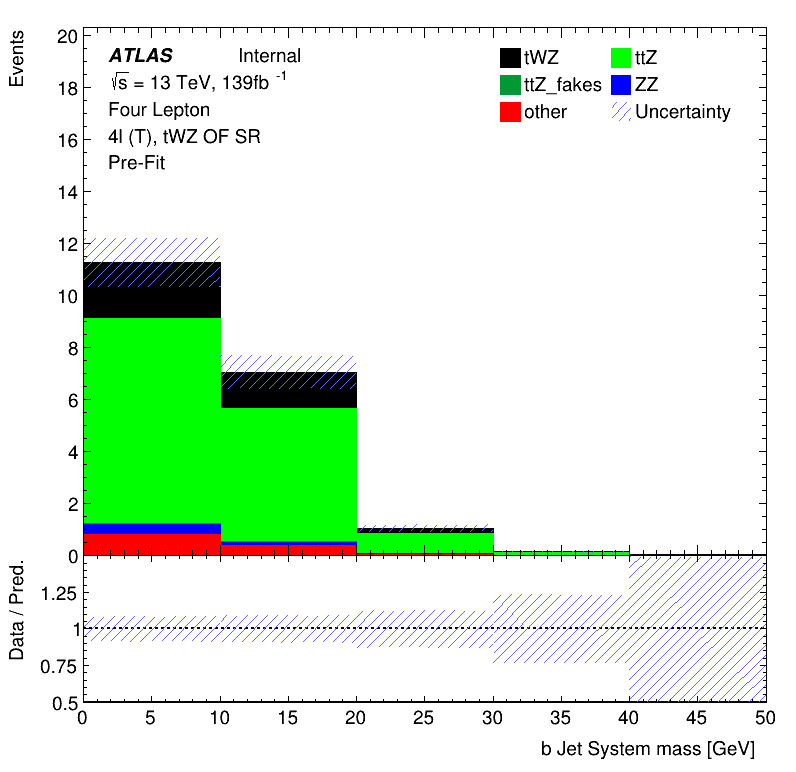 Events
20
18
16
14
12
10
8
6
4
2
0
ATLAS Internal
√s = 13 TeV, 139fb -1
Four Lepton
4l (T), tWZ OF SR
Pre-Fit
tWZ ttZ
ttZ_fakes ZZ
other Uncertainty
Data / Pred.
1.25
1
0.75
0.5
0 5 10 15 20 25 30 35 40 45 50
b Jet System mass [GeV]